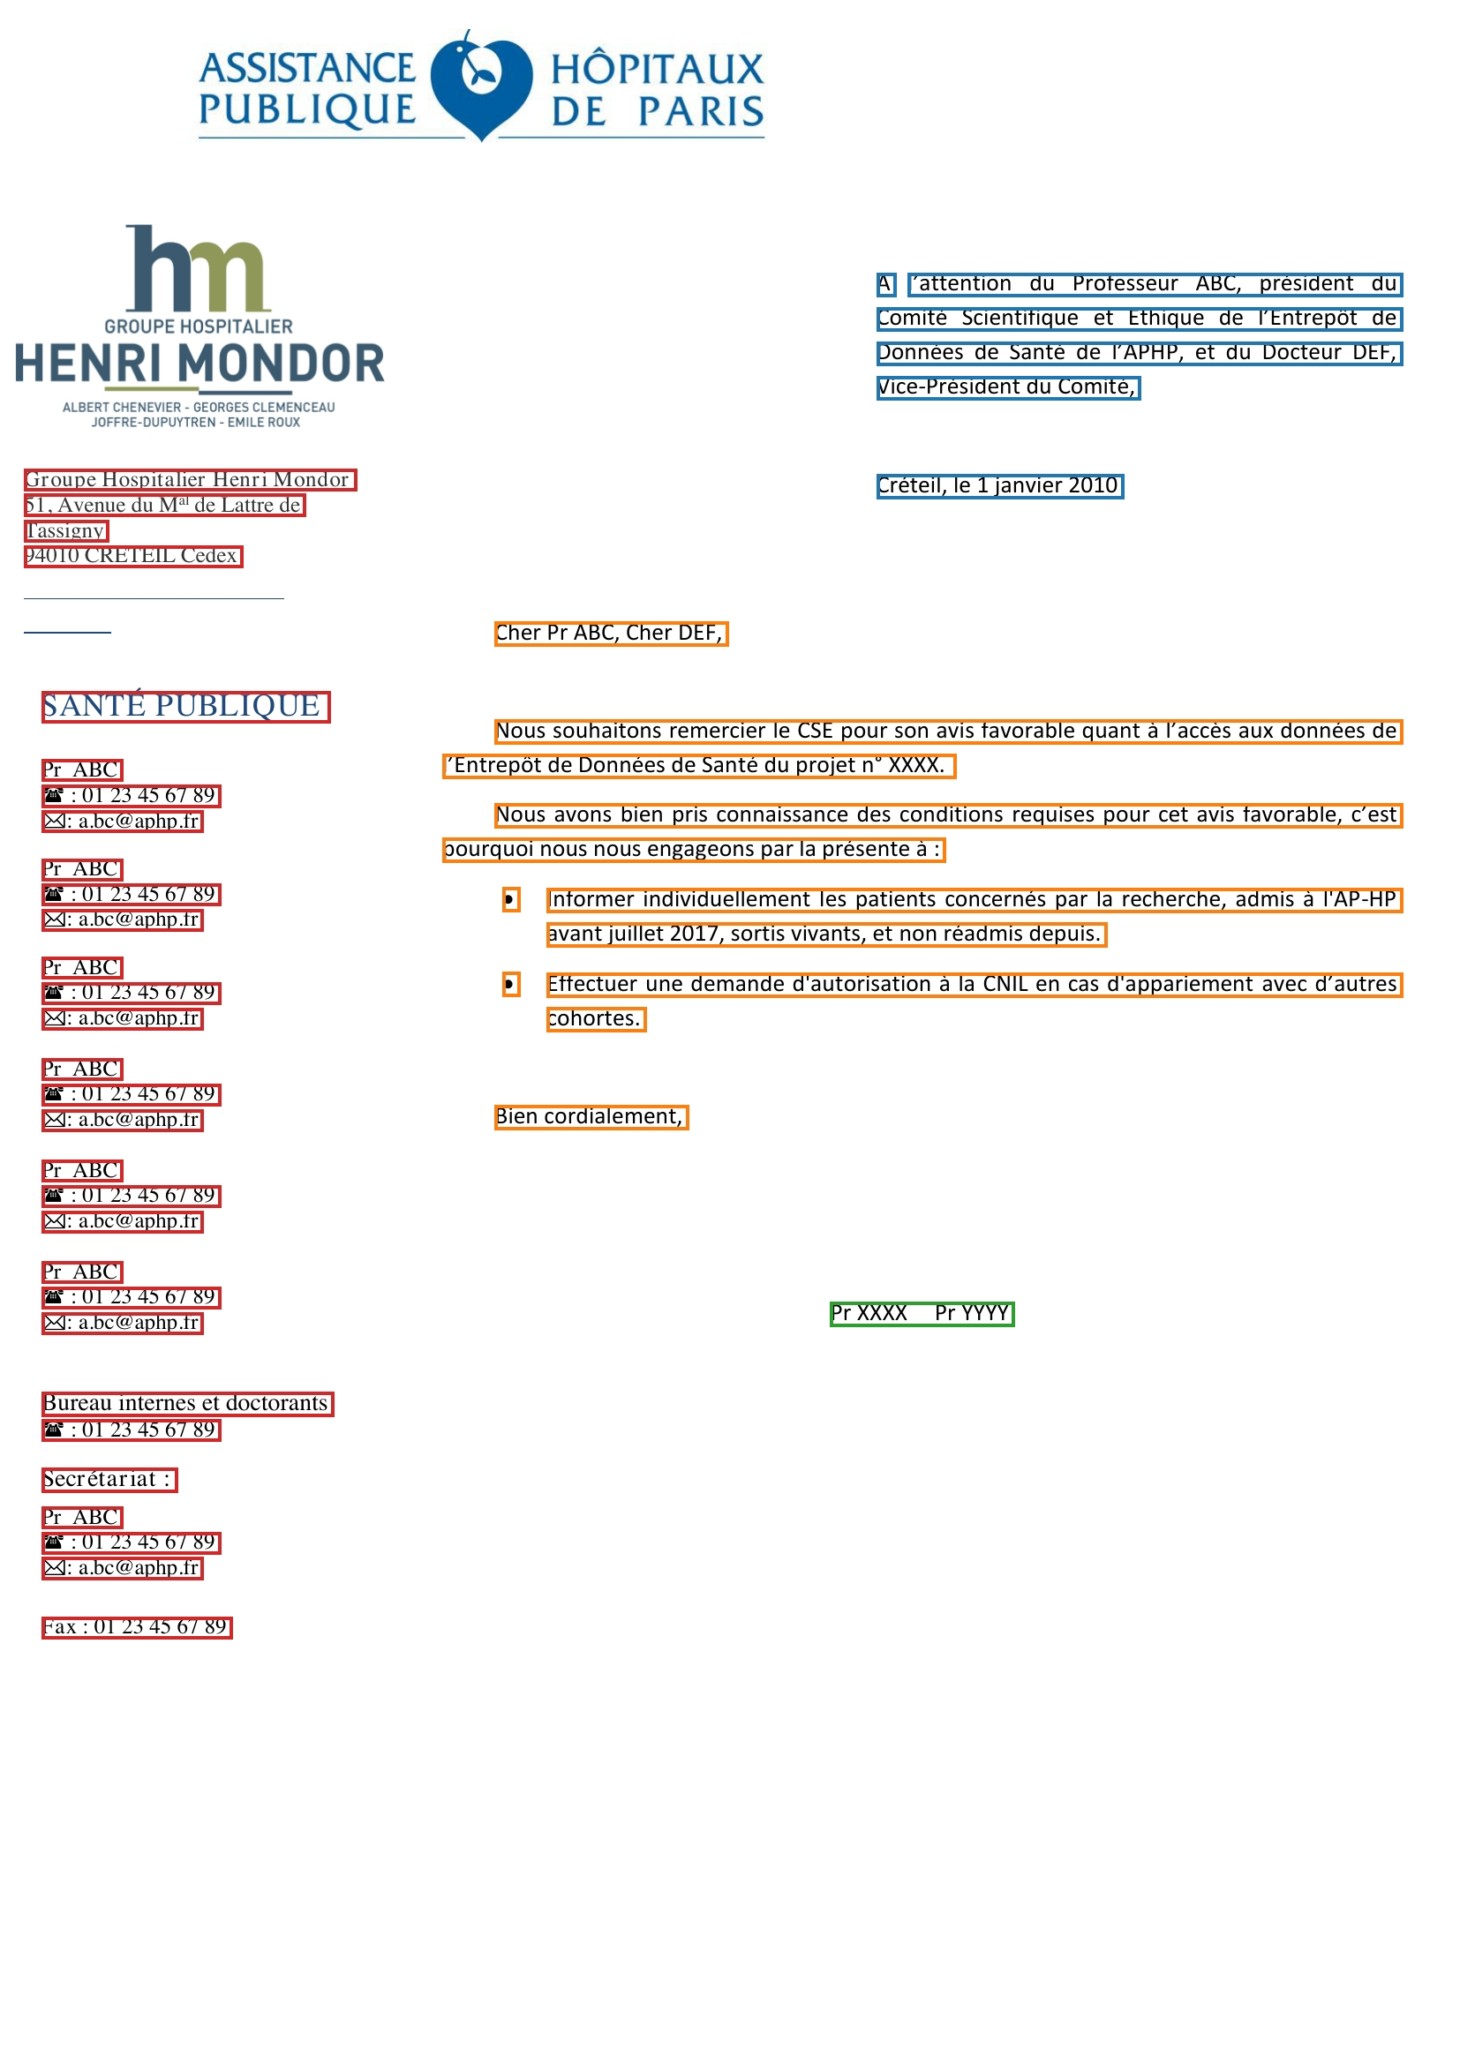 ASSISTANCE PUBLIQUE HÔPITAUX DE PARIS
hm
GROUPE HOSPITALIER
HENRI MONDOR
ALBERT CHENEVIER - GEORGES CLEMENCEAU
JOFFRE-DUPUYTREN - EMILE ROUX
A l’attention du Professeur ABC, président du
Comité Scientifique et Ethique de l’Entrepôt de
Données de Santé de l’APHP, et du Docteur DEF,
Vice-Président du Comité,
Créteil, le 1 janvier 2010
Groupe Hospitalier Henri Mondor
51, Avenue du Mal de Lattre de
Tassigny
94010 CRETEIL Cedex
SANTÉ PUBLIQUE
Pr ABC
☎ : 01 23 45 67 89
✉: a.bc@aphp.fr
Pr ABC
☎ : 01 23 45 67 89
✉: a.bc@aphp.fr
Pr ABC
☎ : 01 23 45 67 89
✉: a.bc@aphp.fr
Pr ABC
☎ : 01 23 45 67 89
✉: a.bc@aphp.fr
Pr ABC
☎ : 01 23 45 67 89
✉: a.bc@aphp.fr
Pr ABC
☎ : 01 23 45 67 89
✉: a.bc@aphp.fr
Bureau internes et doctorants
☎ : 01 23 45 67 89
Secrétariat :
Pr ABC
☎ : 01 23 45 67 89
✉: a.bc@aphp.fr
Fax : 01 23 45 67 89
Cher Pr ABC, Cher DEF,
Nous souhaitons remercier le CSE pour son avis favorable quant à l’accès aux données de
l’Entrepôt de Données de Santé du projet n° XXXX.
Nous avons bien pris connaissance des conditions requises pour cet avis favorable, c’est
pourquoi nous nous engageons par la présente à :
• Informer individuellement les patients concernés par la recherche, admis à l'AP-HP
avant juillet 2017, sortis vivants, et non réadmis depuis.
• Effectuer une demande d'autorisation à la CNIL en cas d'appariement avec d’autres
cohortes.
Bien cordialement,
Pr XXXX Pr YYYY